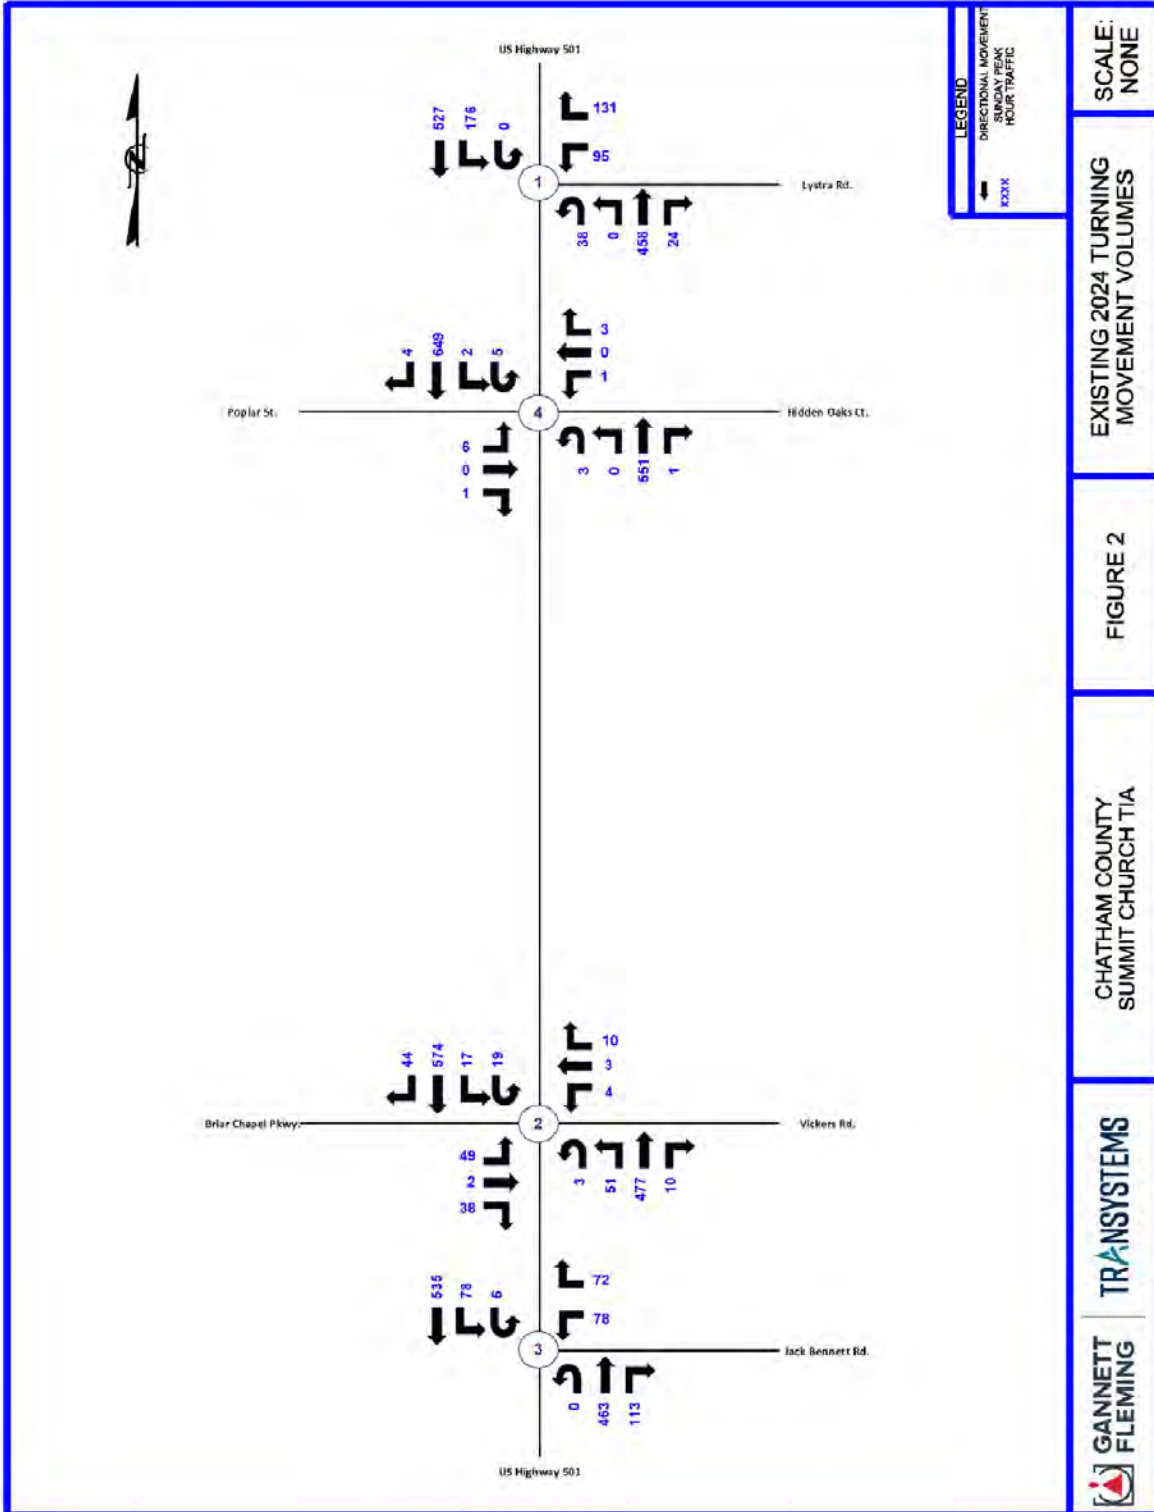 US Highway 501
527
176
0
131
95
1
Lystra Rd.
38
0
458
24
LEGEND
DIRECTIONAL MOVEMENT
SUNDAY PEAK
HOUR TRAFFIC
XXXX
4
649
2
5
3
0
1
Poplar St.
4
Hidden Oaks Ct.
6
0
1
3
0
551
1
44
574
17
19
10
3
4
Briar Chapel Pkwy.
2
Vickers Rd.
49
2
38
3
51
477
10
535
78
6
72
78
3
Jack Bennett Rd.
0
463
113
US Highway 501
GANNETT
FLEMING
TRANSYSTEMS
CHATHAM COUNTY
SUMMIT CHURCH TIA
FIGURE 2
EXISTING 2024 TURNING
MOVEMENT VOLUMES
SCALE:
NONE